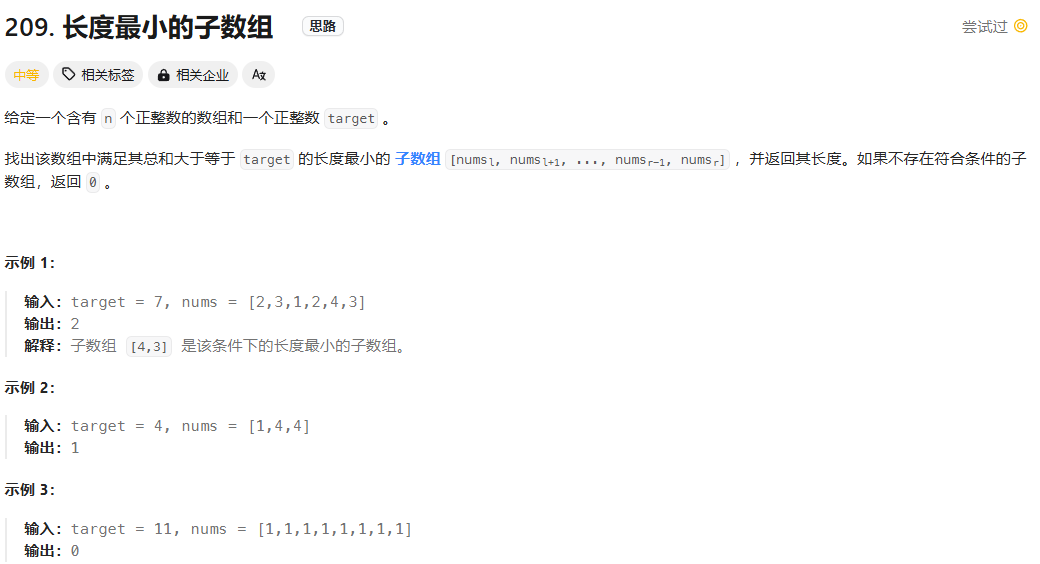 209. 长度最小的子数组 思路 尝试过
中等 相关标签 相关企业
给定一个含有 n 个正整数的数组和一个正整数 target 。
找出该数组中满足其总和大于等于 target 的长度最小的 子数组 [numsl, numsl+1, ..., numsr-1, numsr] ，并返回其长度。如果不存在符合条件的子
数组，返回 0 。
示例 1：
输入：target = 7, nums = [2,3,1,2,4,3]
输出：2
解释：子数组 [4,3] 是该条件下的长度最小的子数组。
示例 2：
输入：target = 4, nums = [1,4,4]
输出：1
示例 3：
输入：target = 11, nums = [1,1,1,1,1,1,1,1]
输出：0